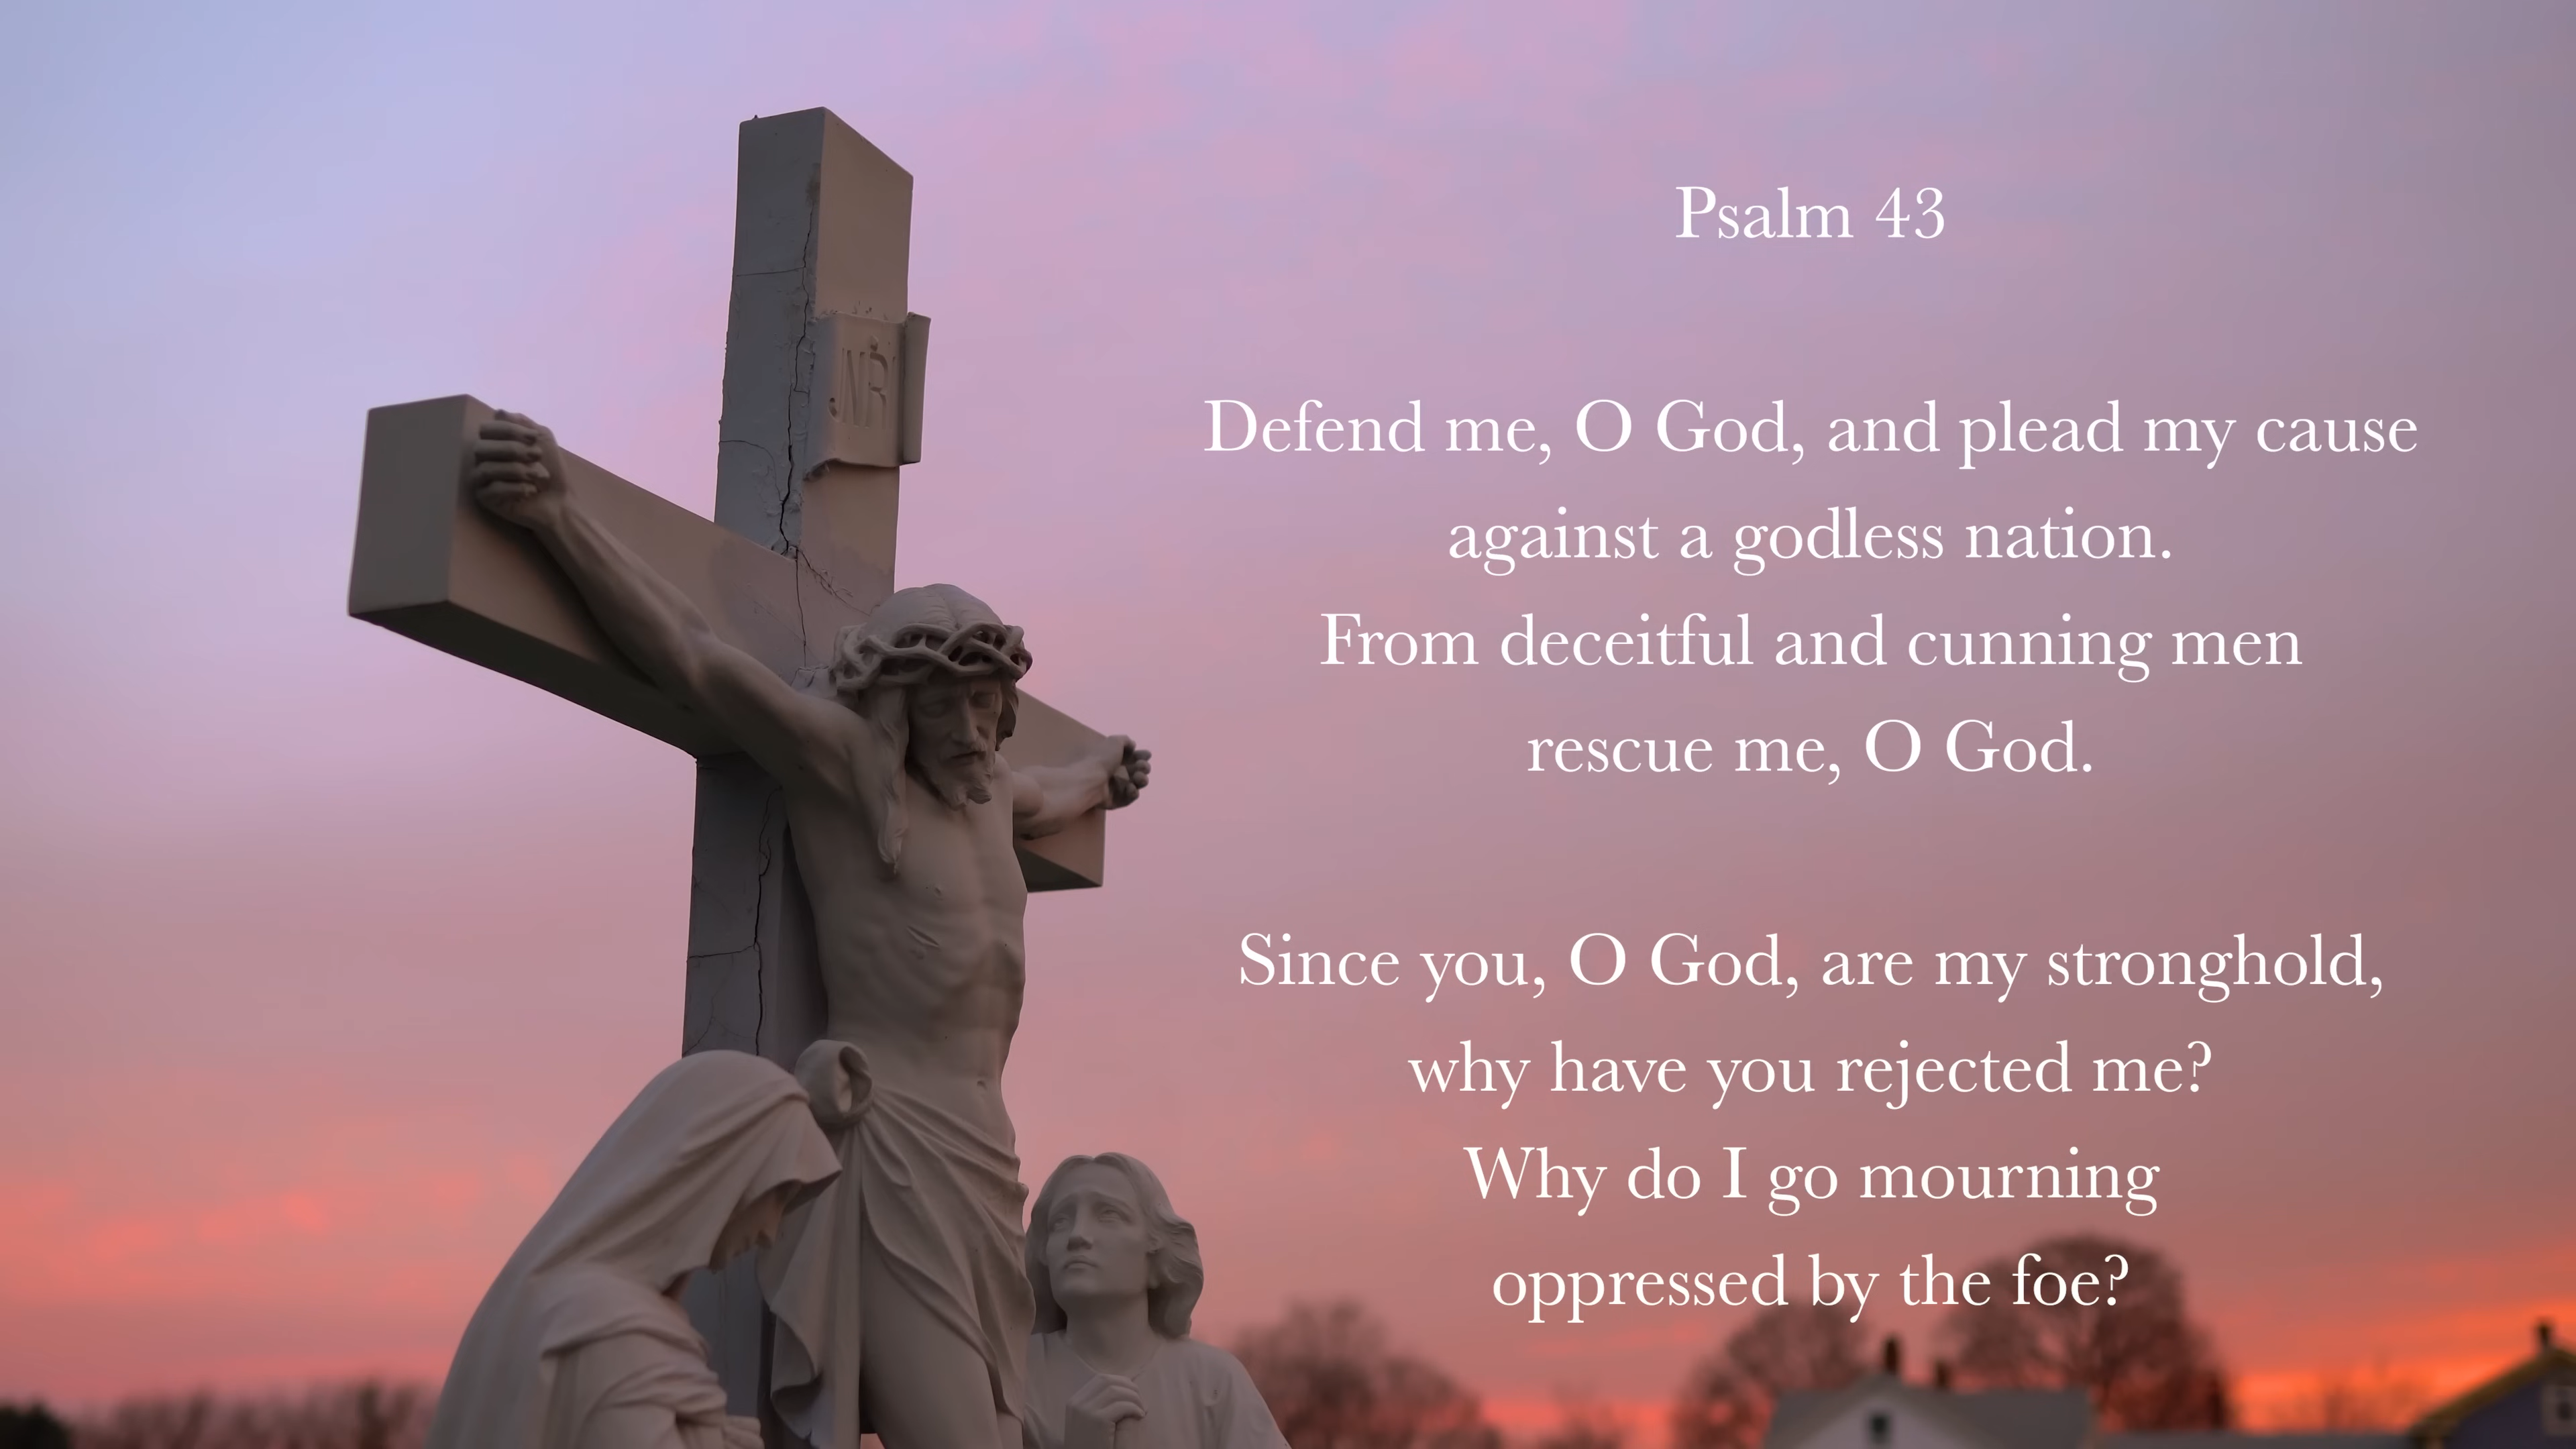 JNRI
Psalm 43
Defend me, O God, and plead my cause
against a godless nation.
From deceitful and cunning men
rescue me, O God.
Since you, O God, are my stronghold,
why have you rejected me?
Why do I go mourning
oppressed by the foe?